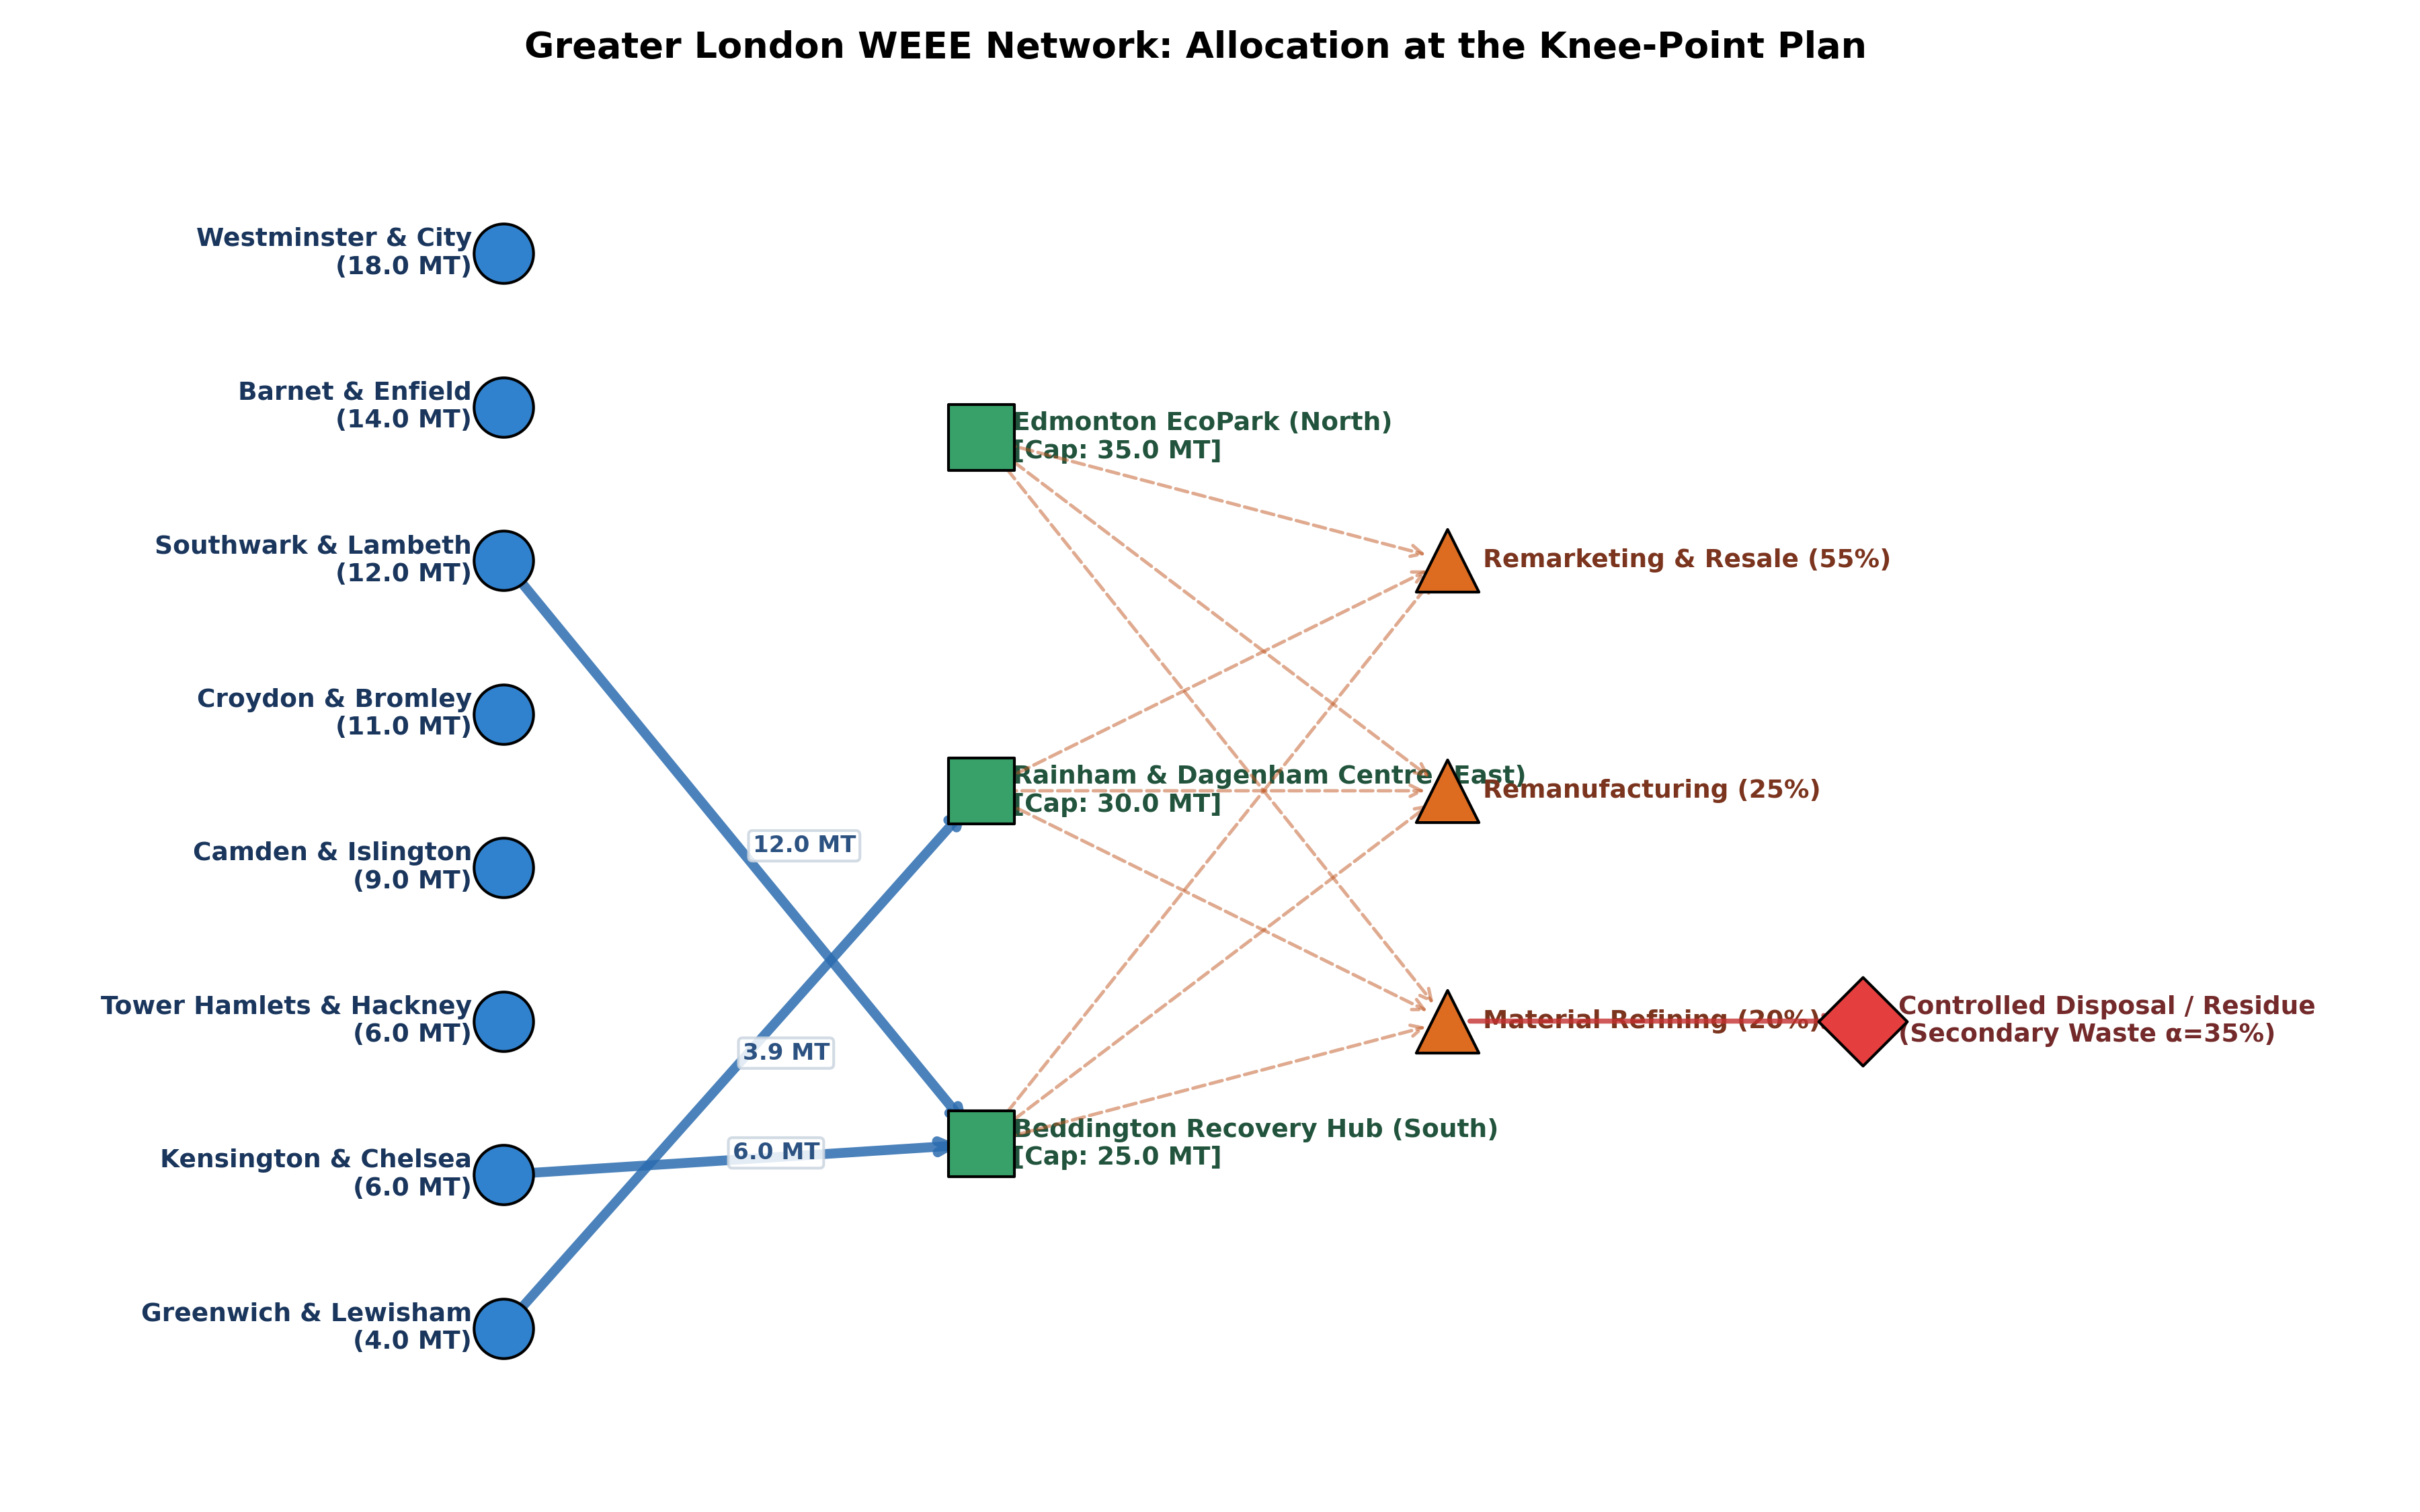 Greater London WEEE Network: Allocation at the Knee-Point Plan
Westminster & City
(18.0 MT)
Barnet & Enfield
(14.0 MT)
Southwark & Lambeth
(12.0 MT)
Croydon & Bromley
(11.0 MT)
Camden & Islington
(9.0 MT)
Tower Hamlets & Hackney
(6.0 MT)
Kensington & Chelsea
(6.0 MT)
Greenwich & Lewisham
(4.0 MT)
12.0 MT
3.9 MT
6.0 MT
Edmonton EcoPark (North)
[Cap: 35.0 MT]
Rainham & Dagenham Centre (East)
[Cap: 30.0 MT]
Beddington Recovery Hub (South)
[Cap: 25.0 MT]
Remarketing & Resale (55%)
Remanufacturing (25%)
Material Refining (20%)
Controlled Disposal / Residue
(Secondary Waste α=35%)